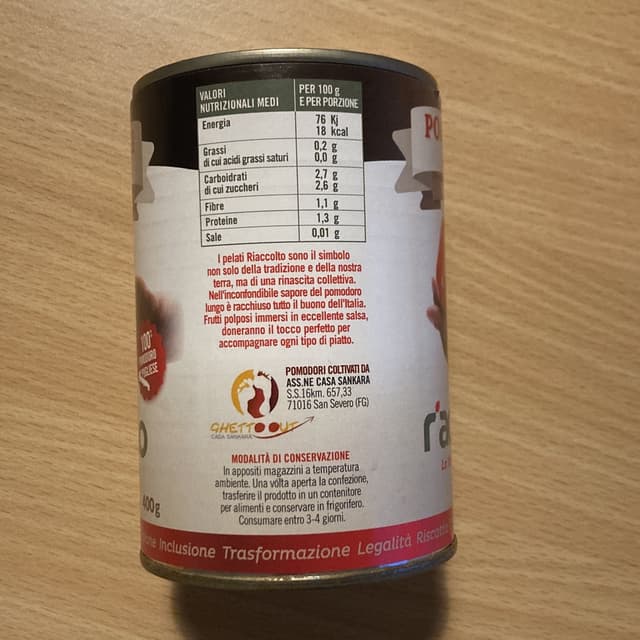 VALORI
NUTRIZIONALI MEDI
PER 100 g
E PER PORZIONE
Energia
76 Kj
18 kcal
Grassi 0,2 g
di cui acidi grassi saturi 0,0 g
Carboidrati 2,7 g
di cui zuccheri 2,6 g
Fibre 1,1 g
Proteine 1,3 g
Sale 0,01 g
I pelati Riaccolto sono il simbolo
non solo della tradizione e della nostra
terra, ma di una rinascita collettiva.
Nell'inconfondibile sapore del pomodoro
lungo è racchiuso tutto il buono dell'Italia.
Frutti polposi immersi in eccellente salsa,
doneranno il tocco perfetto per
accompagnare ogni tipo di piatto.
100%
POMODORI COLTIVATI DA
ASS.NE CASA SANKARA
S.S.16km. 657,33
71016 San Severo (FG)
GHETTO OUT
CASA SANKARA
MODALITÀ DI CONSERVAZIONE
In appositi magazzini a temperatura
ambiente. Una volta aperta la confezione,
trasferire il prodotto in un contenitore
per alimenti e conservare in frigorifero.
Consumare entro 3-4 giorni.
400g
PO
Inclusione Trasformazione Legalità Riscatto